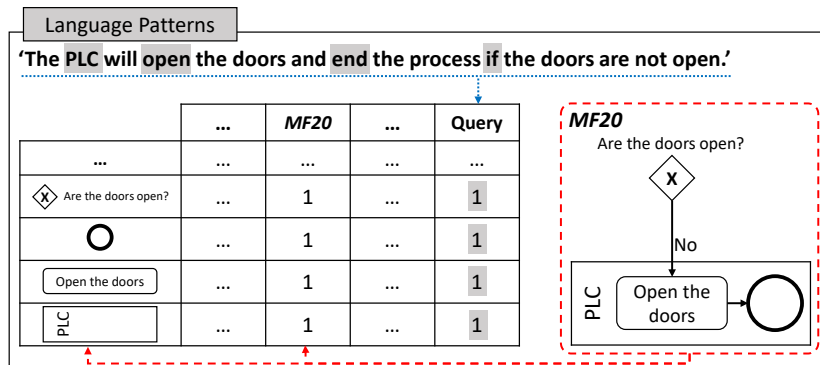 Language Patterns
‘The PLC will open the doors and end the process if the doors are not open.’
... MF20 ... Query
... ... ... ... ...
X Are the doors open? ... 1 ... 1
... 1 ... 1
Open the doors ... 1 ... 1
PLC ... 1 ... 1
MF20
Are the doors open?
X
No
PLC
Open the
doors